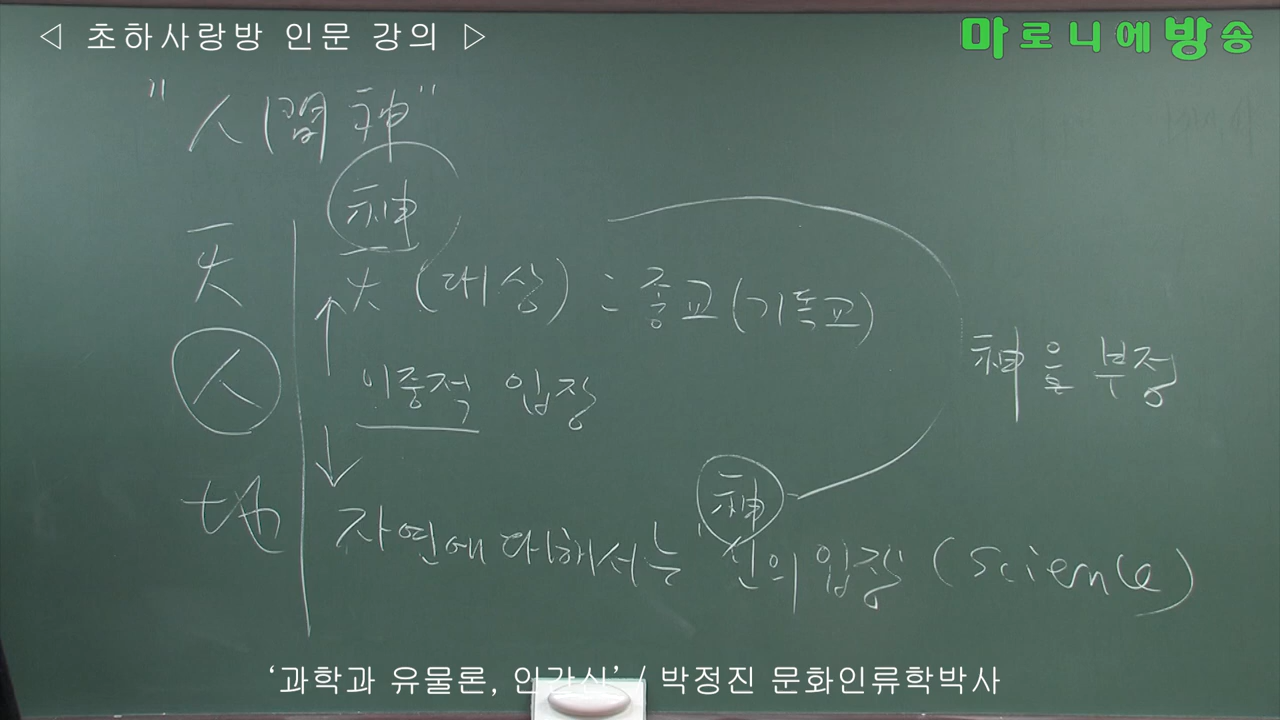 ◁ 초하사랑방 인문 강의 ▷
마로니에방송
"人間神"
神
天
天 (대상) : 종교(기독교)
人
이중적 입장
神을 부정
地
神
자연에 대해서는 '신의 입장 (Science)
'과학과 유물론, 인간신' / 박정진 문화인류학박사